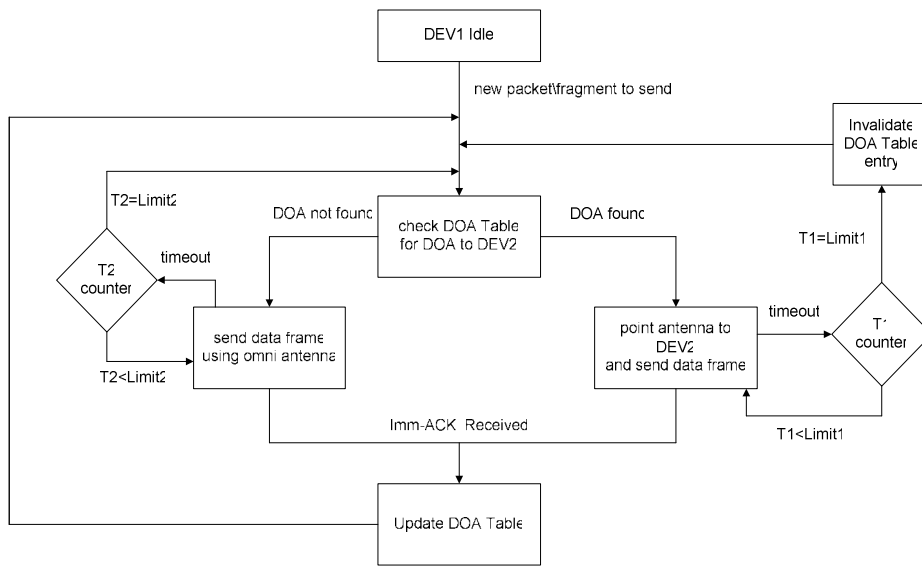 DEV1 Idle
new packet\fragment to send
Invalidate
DOA Table
entry
T2=Limit2
DOA not found
check DOA Table
for DOA to DEV2
DOA found
T1=Limit1
T2
counter
timeout
send data frame
using omni antenna
point antenna to
DEV2
and send data frame
timeout
T1
counter
T2<Limit2
Imm-ACK Received
T1<Limit1
Update DOA Table